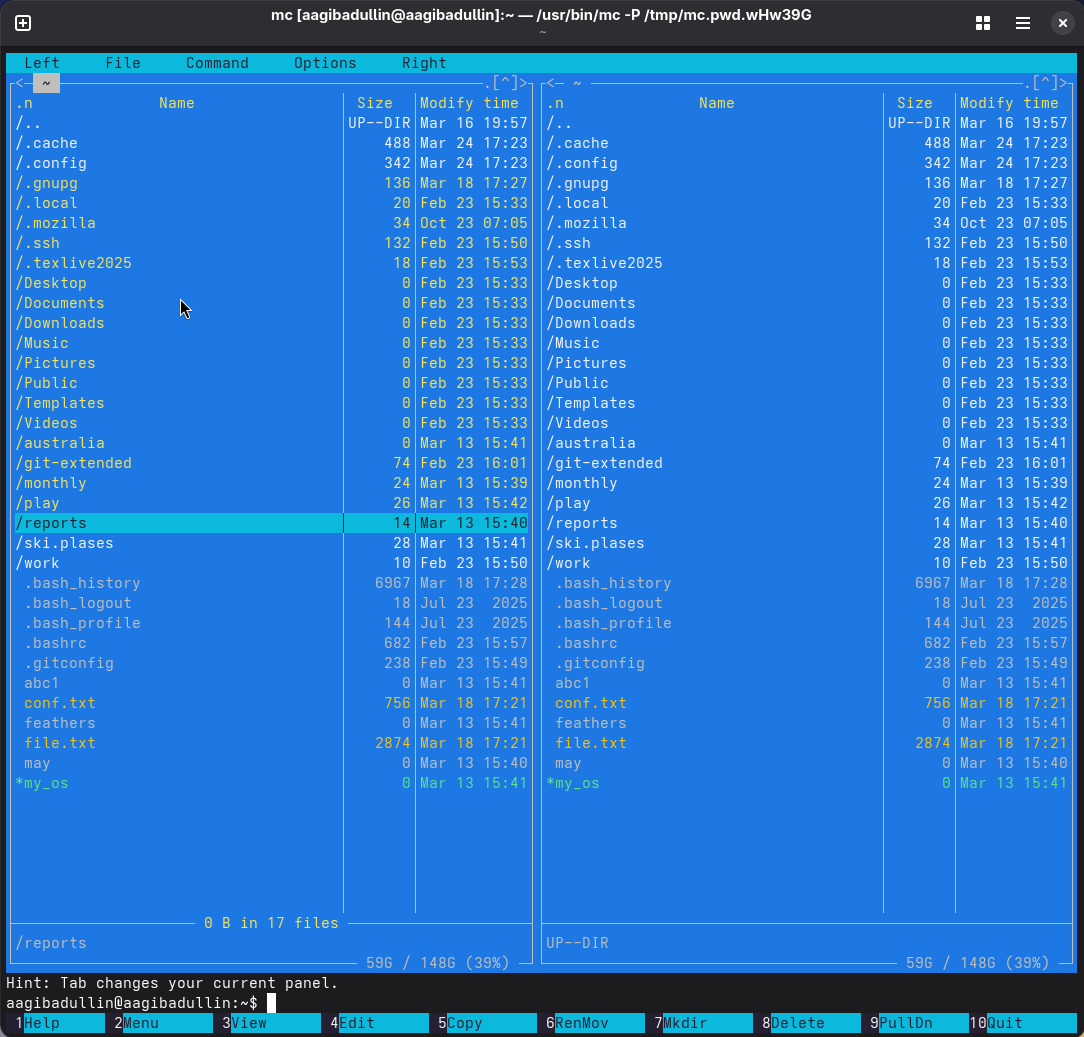 mc [aagibadullin@aagibadullin]:~ — /usr/bin/mc -P /tmp/mc.pwd.wHw39G
~
Left File Command Options Right
<─ ~ .[^]> <─ ~ .[^]>
.n Name Size Modify time .n Name Size Modify time
/.. UP--DIR Mar 16 19:57 /.. UP--DIR Mar 16 19:57
/.cache 488 Mar 24 17:23 /.cache 488 Mar 24 17:23
/.config 342 Mar 24 17:23 /.config 342 Mar 24 17:23
/.gnupg 136 Mar 18 17:27 /.gnupg 136 Mar 18 17:27
/.local 20 Feb 23 15:33 /.local 20 Feb 23 15:33
/.mozilla 34 Oct 23 07:05 /.mozilla 34 Oct 23 07:05
/.ssh 132 Feb 23 15:50 /.ssh 132 Feb 23 15:50
/.texlive2025 18 Feb 23 15:53 /.texlive2025 18 Feb 23 15:53
/Desktop 0 Feb 23 15:33 /Desktop 0 Feb 23 15:33
/Documents 0 Feb 23 15:33 /Documents 0 Feb 23 15:33
/Downloads 0 Feb 23 15:33 /Downloads 0 Feb 23 15:33
/Music 0 Feb 23 15:33 /Music 0 Feb 23 15:33
/Pictures 0 Feb 23 15:33 /Pictures 0 Feb 23 15:33
/Public 0 Feb 23 15:33 /Public 0 Feb 23 15:33
/Templates 0 Feb 23 15:33 /Templates 0 Feb 23 15:33
/Videos 0 Feb 23 15:33 /Videos 0 Feb 23 15:33
/australia 0 Mar 13 15:41 /australia 0 Mar 13 15:41
/git-extended 74 Feb 23 16:01 /git-extended 74 Feb 23 16:01
/monthly 24 Mar 13 15:39 /monthly 24 Mar 13 15:39
/play 26 Mar 13 15:42 /play 26 Mar 13 15:42
/reports 14 Mar 13 15:40 /reports 14 Mar 13 15:40
/ski.plases 28 Mar 13 15:41 /ski.plases 28 Mar 13 15:41
/work 10 Feb 23 15:50 /work 10 Feb 23 15:50
.bash_history 6967 Mar 18 17:28 .bash_history 6967 Mar 18 17:28
.bash_logout 18 Jul 23 2025 .bash_logout 18 Jul 23 2025
.bash_profile 144 Jul 23 2025 .bash_profile 144 Jul 23 2025
.bashrc 682 Feb 23 15:57 .bashrc 682 Feb 23 15:57
.gitconfig 238 Feb 23 15:49 .gitconfig 238 Feb 23 15:49
abc1 0 Mar 13 15:41 abc1 0 Mar 13 15:41
conf.txt 756 Mar 18 17:21 conf.txt 756 Mar 18 17:21
feathers 0 Mar 13 15:41 feathers 0 Mar 13 15:41
file.txt 2874 Mar 18 17:21 file.txt 2874 Mar 18 17:21
may 0 Mar 13 15:40 may 0 Mar 13 15:40
*my_os 0 Mar 13 15:41 *my_os 0 Mar 13 15:41
0 B in 17 files
/reports UP--DIR
59G / 148G (39%) 59G / 148G (39%)
Hint: Tab changes your current panel.
aagibadullin@aagibadullin:~$
1Help 2Menu 3View 4Edit 5Copy 6RenMov 7Mkdir 8Delete 9PullDn 10Quit